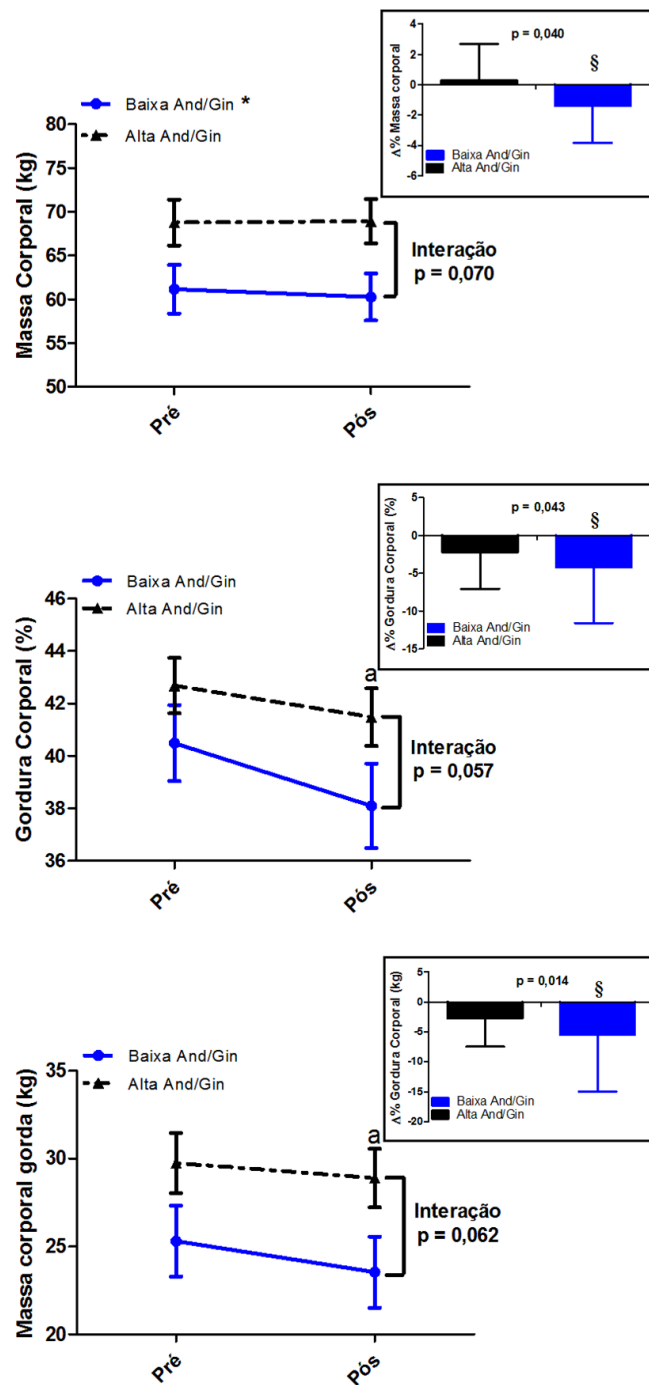 4
2
0
-2
-4
-6
Δ% Massa corporal
p = 0,040
§
Baixa And/Gin
Alta And/Gin
Baixa And/Gin *
Alta And/Gin
80
75
70
65
60
55
50
Massa Corporal (kg)
Interação
p = 0,070
Pré
Pós
5
0
-5
-10
-15
Δ% Gordura Corporal (%)
p = 0,043
§
Baixa And/Gin
Alta And/Gin
Baixa And/Gin
Alta And/Gin
46
44
42
40
38
36
Gordura Corporal (%)
a
Interação
p = 0,057
Pré
Pós
5
0
-5
-10
-15
-20
Δ% Gordura Corporal (kg)
p = 0,014
§
Baixa And/Gin
Alta And/Gin
Baixa And/Gin
Alta And/Gin
35
30
25
20
Massa corporal gorda (kg)
a
Interação
p = 0,062
Pré
Pós